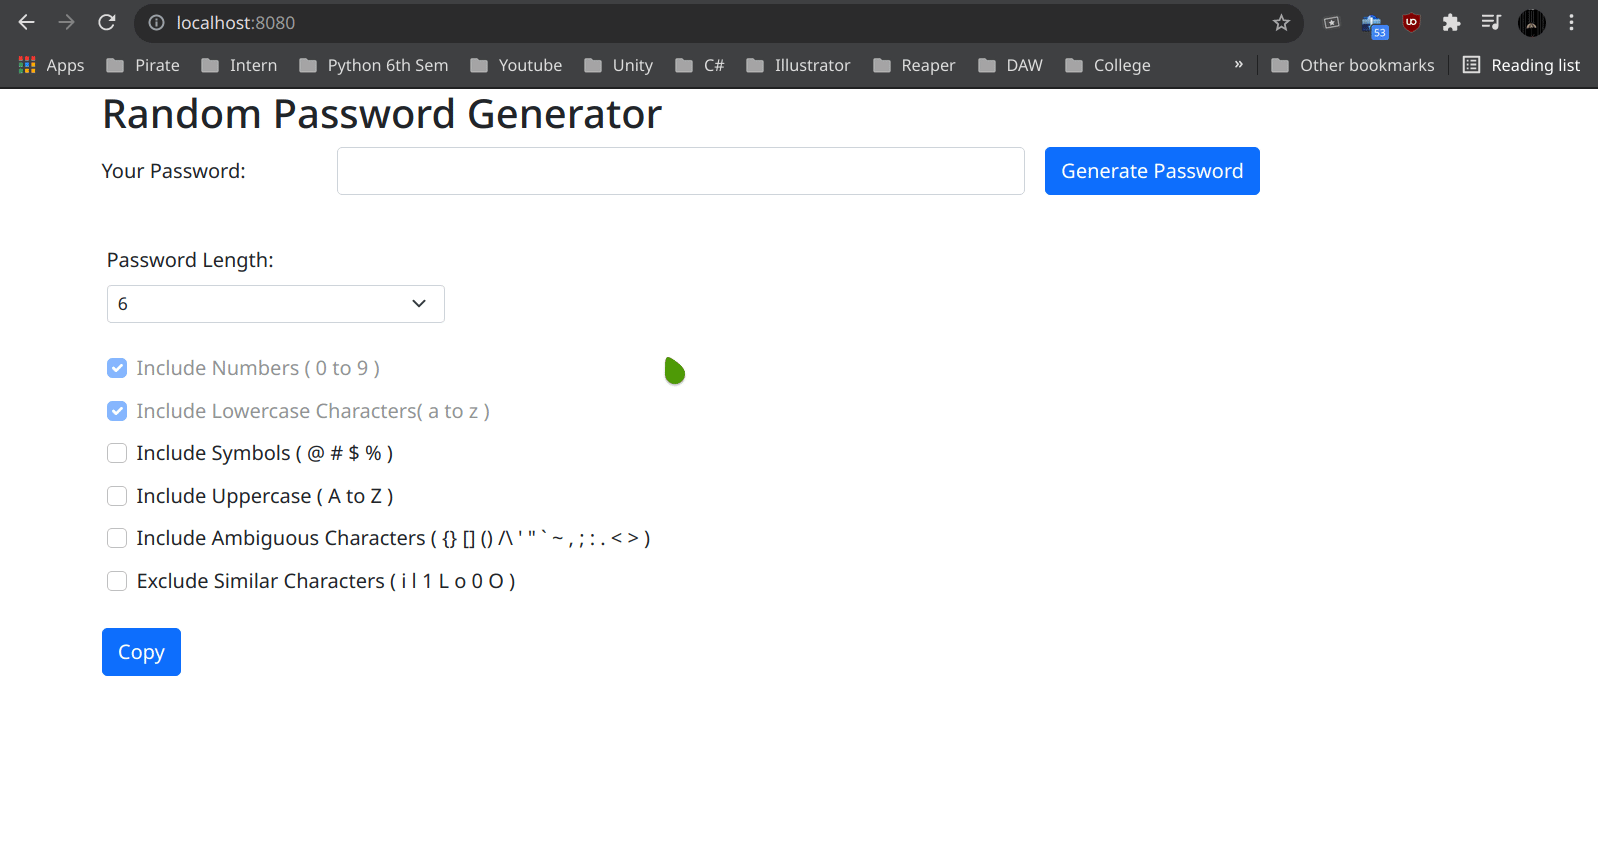 localhost:8080
53
Apps Pirate Intern Python 6th Sem Youtube Unity C# Illustrator Reaper DAW College » Other bookmarks Reading list
Random Password Generator
Your Password: Generate Password
Password Length:
6
Include Numbers ( 0 to 9 )
Include Lowercase Characters( a to z )
Include Symbols ( @ # $ % )
Include Uppercase ( A to Z )
Include Ambiguous Characters ( {} [] () /\ ' " ` ~ , ; : . < > )
Exclude Similar Characters ( i l 1 L o 0 O )
Copy